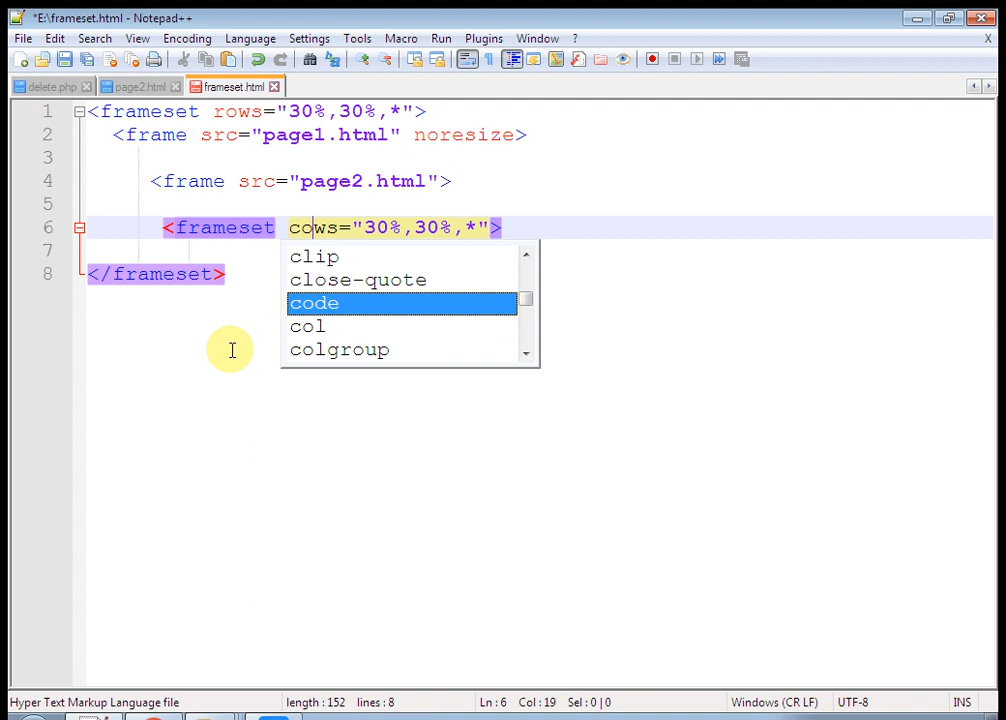 *E:\frameset.html - Notepad++
File Edit Search View Encoding Language Settings Tools Macro Run Plugins Window ? X
delete.php page2.html frameset.html
1 <frameset rows="30%,30%,*">
2 <frame src="page1.html" noresize>
3
4 <frame src="page2.html">
5
6 <frameset cows="30%,30%,*">
7
8 </frameset>
clip
close-quote
code
col
colgroup
Hyper Text Markup Language file length : 152 lines : 8 Ln : 6 Col : 19 Sel : 0 | 0 Windows (CR LF) UTF-8 INS